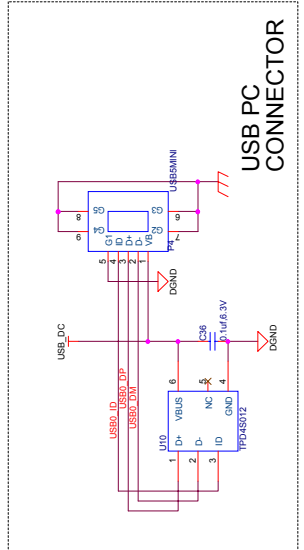 USB PC
CONNECTOR
USB5MINI
P4
G5
G4
G3
G2
8
9
6
7
G1
ID
D+
D-
VB
5
4
3
2
1
DGND
USB_DC
USB0_ID
USB0_DP
USB0_DM
C36
0.1uf,6.3V
DGND
U10
TPD4S012
VBUS
NC
GND
D+
D-
ID
6
5
4
1
2
3